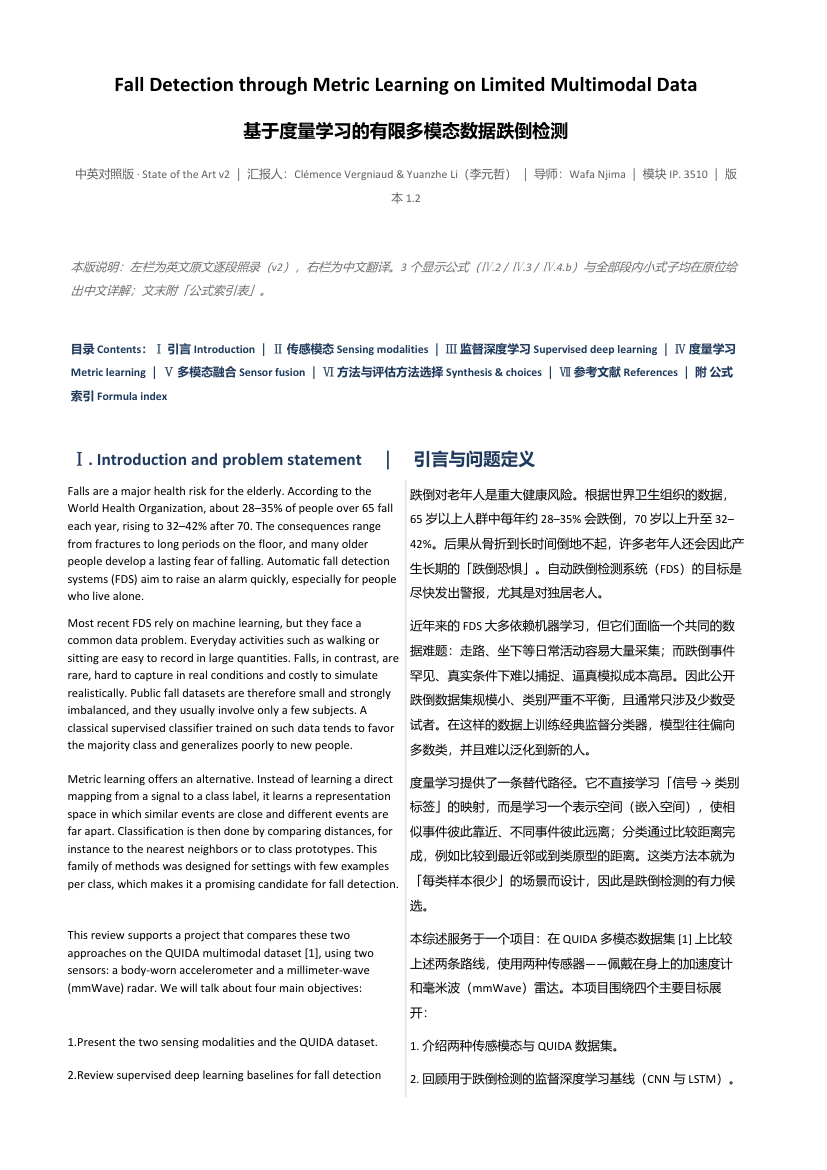 Fall Detection through Metric Learning on Limited Multimodal Data
基于度量学习的有限多模态数据跌倒检测
中英对照版 · State of the Art v2 ｜ 汇报人：Clémence Vergniaud & Yuanzhe Li（李元哲） ｜ 导师：Wafa Njima ｜ 模块 IP. 3510 ｜ 版
本 1.2
本版说明：左栏为英文原文逐段照录（v2），右栏为中文翻译。3 个显示公式（Ⅳ.2 / Ⅳ.3 / Ⅳ.4.b）与全部段内小式子均在原位给
出中文详解；文末附「公式索引表」。
目录 Contents： Ⅰ 引言 Introduction ｜ Ⅱ 传感模态 Sensing modalities ｜ Ⅲ 监督深度学习 Supervised deep learning ｜ Ⅳ 度量学习
Metric learning ｜ Ⅴ 多模态融合 Sensor fusion ｜ Ⅵ 方法与评估方法选择 Synthesis & choices ｜ Ⅶ 参考文献 References ｜ 附 公式
索引 Formula index
Ⅰ. Introduction and problem statement ｜ 引言与问题定义
Falls are a major health risk for the elderly. According to the
World Health Organization, about 28–35% of people over 65 fall
each year, rising to 32–42% after 70. The consequences range
from fractures to long periods on the floor, and many older
people develop a lasting fear of falling. Automatic fall detection
systems (FDS) aim to raise an alarm quickly, especially for people
who live alone.
跌倒对老年人是重大健康风险。根据世界卫生组织的数据，
65 岁以上人群中每年约 28–35% 会跌倒，70 岁以上升至 32–
42%。后果从骨折到长时间倒地不起，许多老年人还会因此产
生长期的「跌倒恐惧」。自动跌倒检测系统（FDS）的目标是
尽快发出警报，尤其是对独居老人。
Most recent FDS rely on machine learning, but they face a
common data problem. Everyday activities such as walking or
sitting are easy to record in large quantities. Falls, in contrast, are
rare, hard to capture in real conditions and costly to simulate
realistically. Public fall datasets are therefore small and strongly
imbalanced, and they usually involve only a few subjects. A
classical supervised classifier trained on such data tends to favor
the majority class and generalizes poorly to new people.
近年来的 FDS 大多依赖机器学习，但它们面临一个共同的数
据难题：走路、坐下等日常活动容易大量采集；而跌倒事件
罕见、真实条件下难以捕捉、逼真模拟成本高昂。因此公开
跌倒数据集规模小、类别严重不平衡，且通常只涉及少数受
试者。在这样的数据上训练经典监督分类器，模型往往偏向
多数类，并且难以泛化到新的人。
Metric learning offers an alternative. Instead of learning a direct
mapping from a signal to a class label, it learns a representation
space in which similar events are close and different events are
far apart. Classification is then done by comparing distances, for
instance to the nearest neighbors or to class prototypes. This
family of methods was designed for settings with few examples
per class, which makes it a promising candidate for fall detection.
度量学习提供了一条替代路径。它不直接学习「信号 → 类别
标签」的映射，而是学习一个表示空间（嵌入空间），使相
似事件彼此靠近、不同事件彼此远离；分类通过比较距离完
成，例如比较到最近邻或到类原型的距离。这类方法本就为
「每类样本很少」的场景而设计，因此是跌倒检测的有力候
选。
This review supports a project that compares these two
approaches on the QUIDA multimodal dataset [1], using two
sensors: a body-worn accelerometer and a millimeter-wave
(mmWave) radar. We will talk about four main objectives:
本综述服务于一个项目：在 QUIDA 多模态数据集 [1] 上比较
上述两条路线，使用两种传感器——佩戴在身上的加速度计
和毫米波（mmWave）雷达。本项目围绕四个主要目标展
开：
1.Present the two sensing modalities and the QUIDA dataset.
1. 介绍两种传感模态与 QUIDA 数据集。
2.Review supervised deep learning baselines for fall detection
2. 回顾用于跌倒检测的监督深度学习基线（CNN 与 LSTM）。